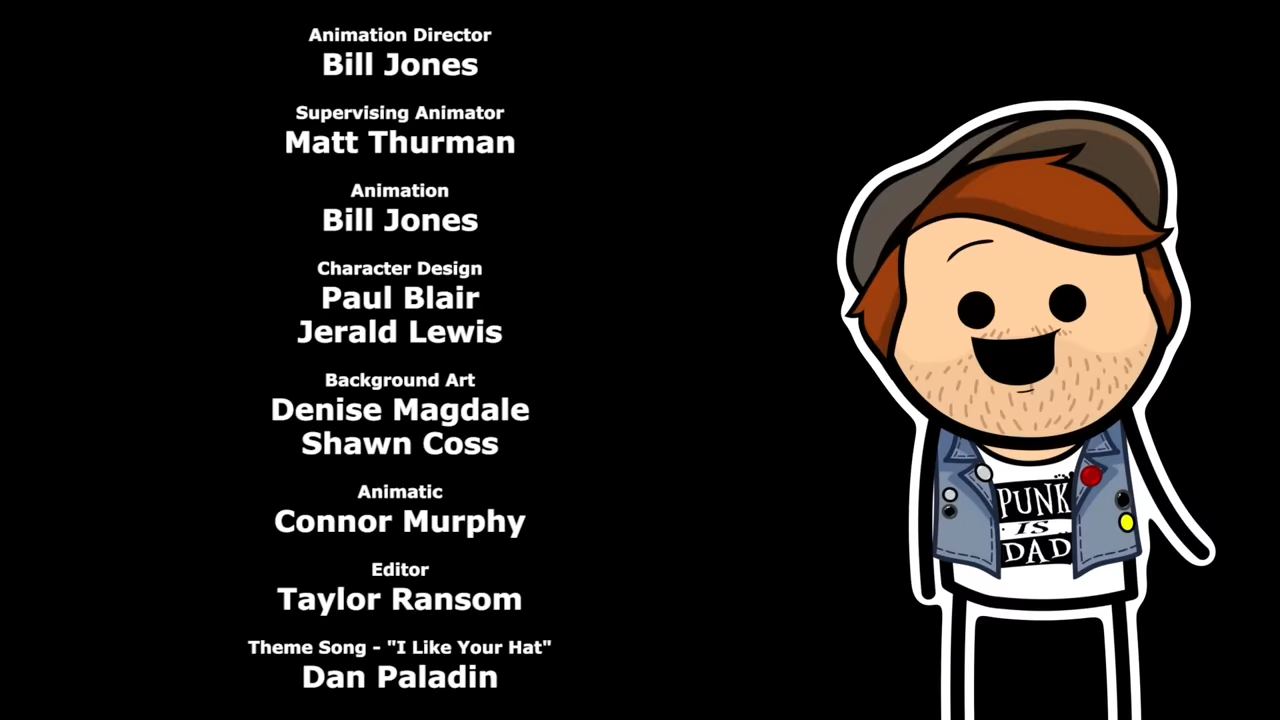 Animation Director
Bill Jones
Supervising Animator
Matt Thurman
Animation
Bill Jones
Character Design
Paul Blair
Jerald Lewis
Background Art
Denise Magdale
Shawn Coss
Animatic
Connor Murphy
Editor
Taylor Ransom
Theme Song - "I Like Your Hat"
Dan Paladin
PUNK
IS
DAD